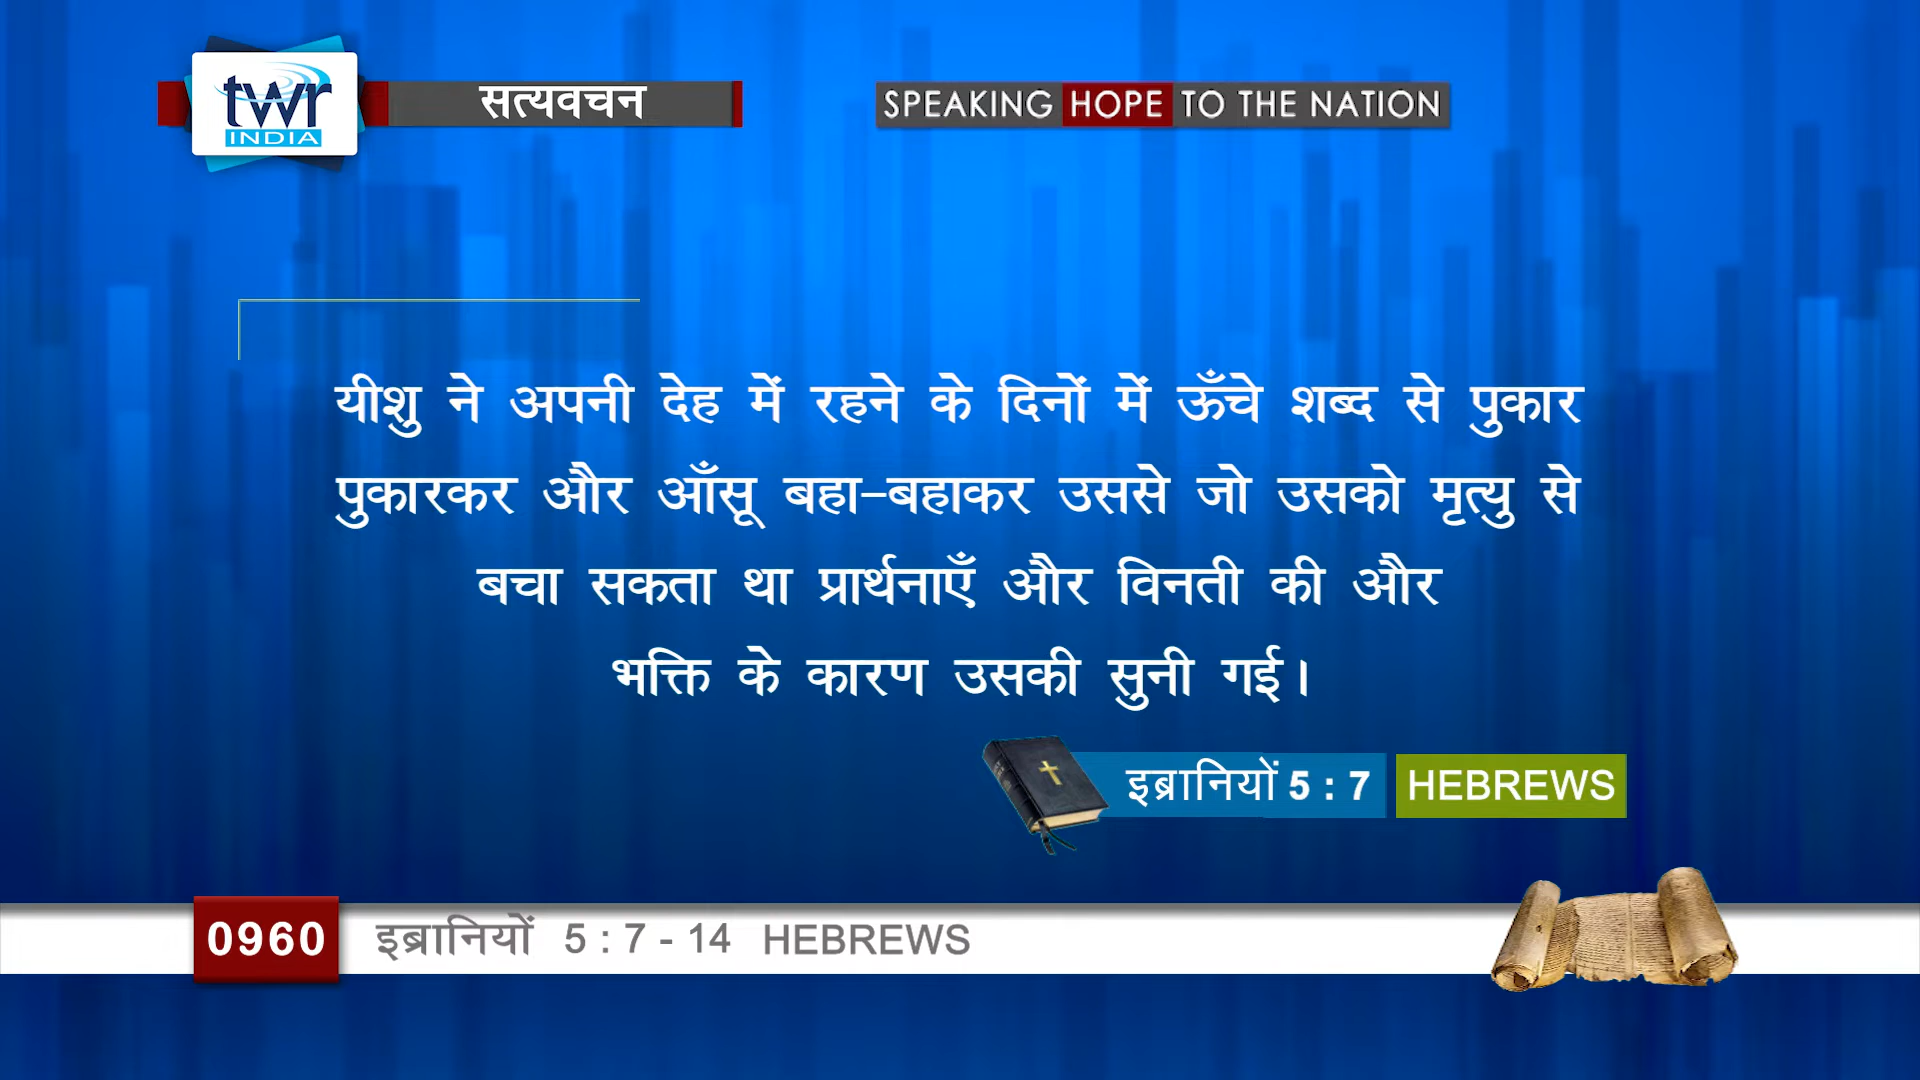 twr
INDIA
सत्यवचन
SPEAKING HOPE TO THE NATION
यीशु ने अपनी देह में रहने के दिनों में ऊँचे शब्द से पुकार
पुकारकर और आँसू बहा-बहाकर उससे जो उसको मृत्यु से
बचा सकता था प्रार्थनाएँ और विनती की और
भक्ति के कारण उसकी सुनी गई।
इब्रानियों 5 : 7 HEBREWS
0960 इब्रानियों 5 : 7 - 14 HEBREWS